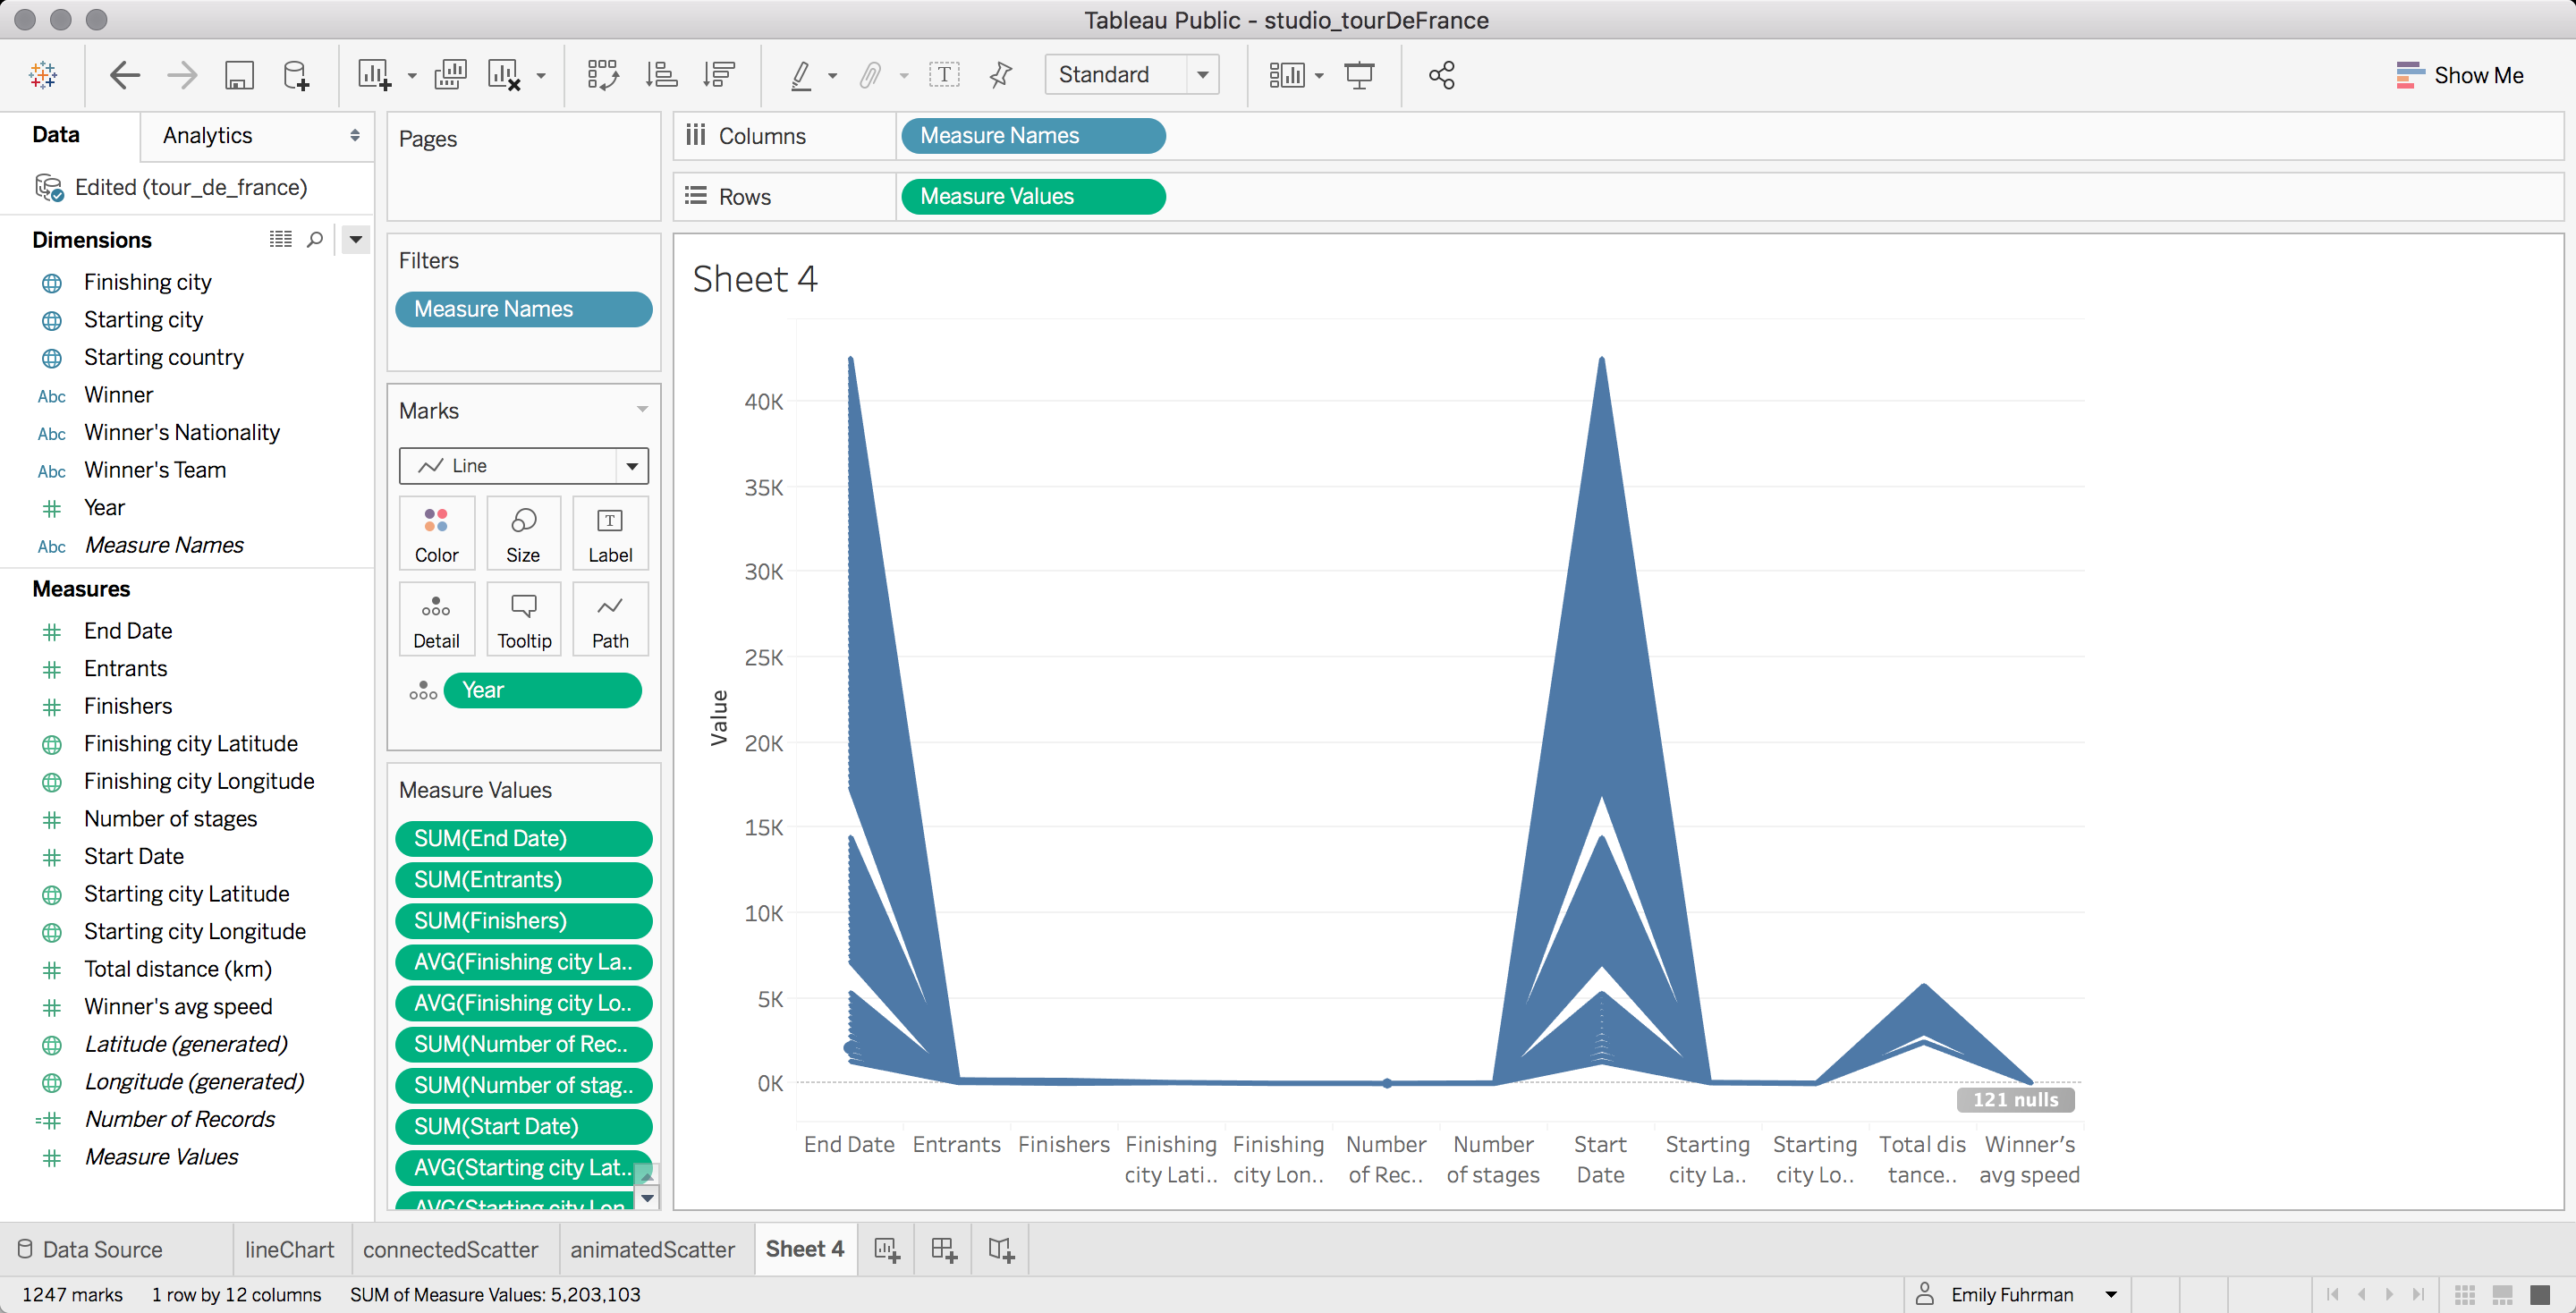 Tableau Public - studio_tourDeFrance
Standard
Show Me
Data
Analytics
Edited (tour_de_france)
Dimensions
Finishing city
Starting city
Starting country
Abc Winner
Abc Winner's Nationality
Abc Winner's Team
Year
Abc Measure Names
Measures
End Date
Entrants
Finishers
Finishing city Latitude
Finishing city Longitude
Number of stages
Start Date
Starting city Latitude
Starting city Longitude
Total distance (km)
Winner's avg speed
Latitude (generated)
Longitude (generated)
Number of Records
Measure Values
Pages
Filters
Measure Names
Marks
Line
Color Size Label
Detail Tooltip Path
Year
Measure Values
SUM(End Date)
SUM(Entrants)
SUM(Finishers)
AVG(Finishing city La..
AVG(Finishing city Lo..
SUM(Number of Rec..
SUM(Number of stag..
SUM(Start Date)
AVG(Starting city Lat..
AVG(Starting city Lon
Columns Measure Names
Rows Measure Values
Sheet 4
Value
40K
35K
30K
25K
20K
15K
10K
5K
0K
121 nulls
End Date Entrants Finishers Finishing Finishing Number Number Start Starting Starting Total dis Winner's
city Lati.. city Lon.. of Rec.. of stages Date city La.. city Lo.. tance.. avg speed
Data Source lineChart connectedScatter animatedScatter Sheet 4
1247 marks 1 row by 12 columns SUM of Measure Values: 5,203,103 Emily Fuhrman